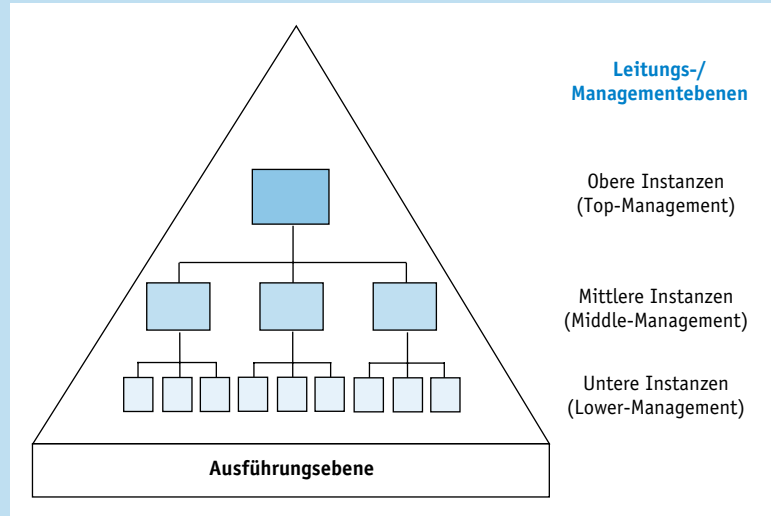 Leitungs-/
Managementebenen
Obere Instanzen
(Top-Management)
Mittlere Instanzen
(Middle-Management)
Untere Instanzen
(Lower-Management)
Ausführungsebene